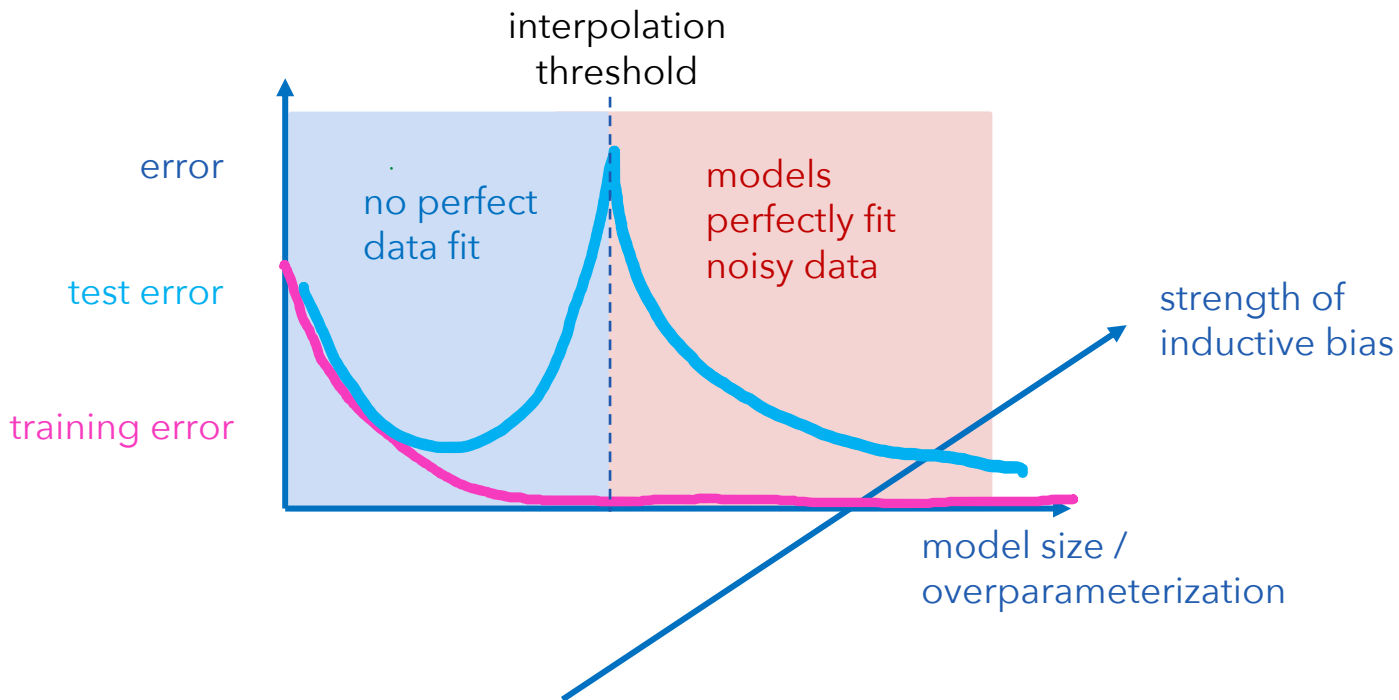 interpolation
threshold
error
no perfect
data fit
models
perfectly fit
noisy data
test error
strength of
inductive bias
training error
model size /
overparameterization